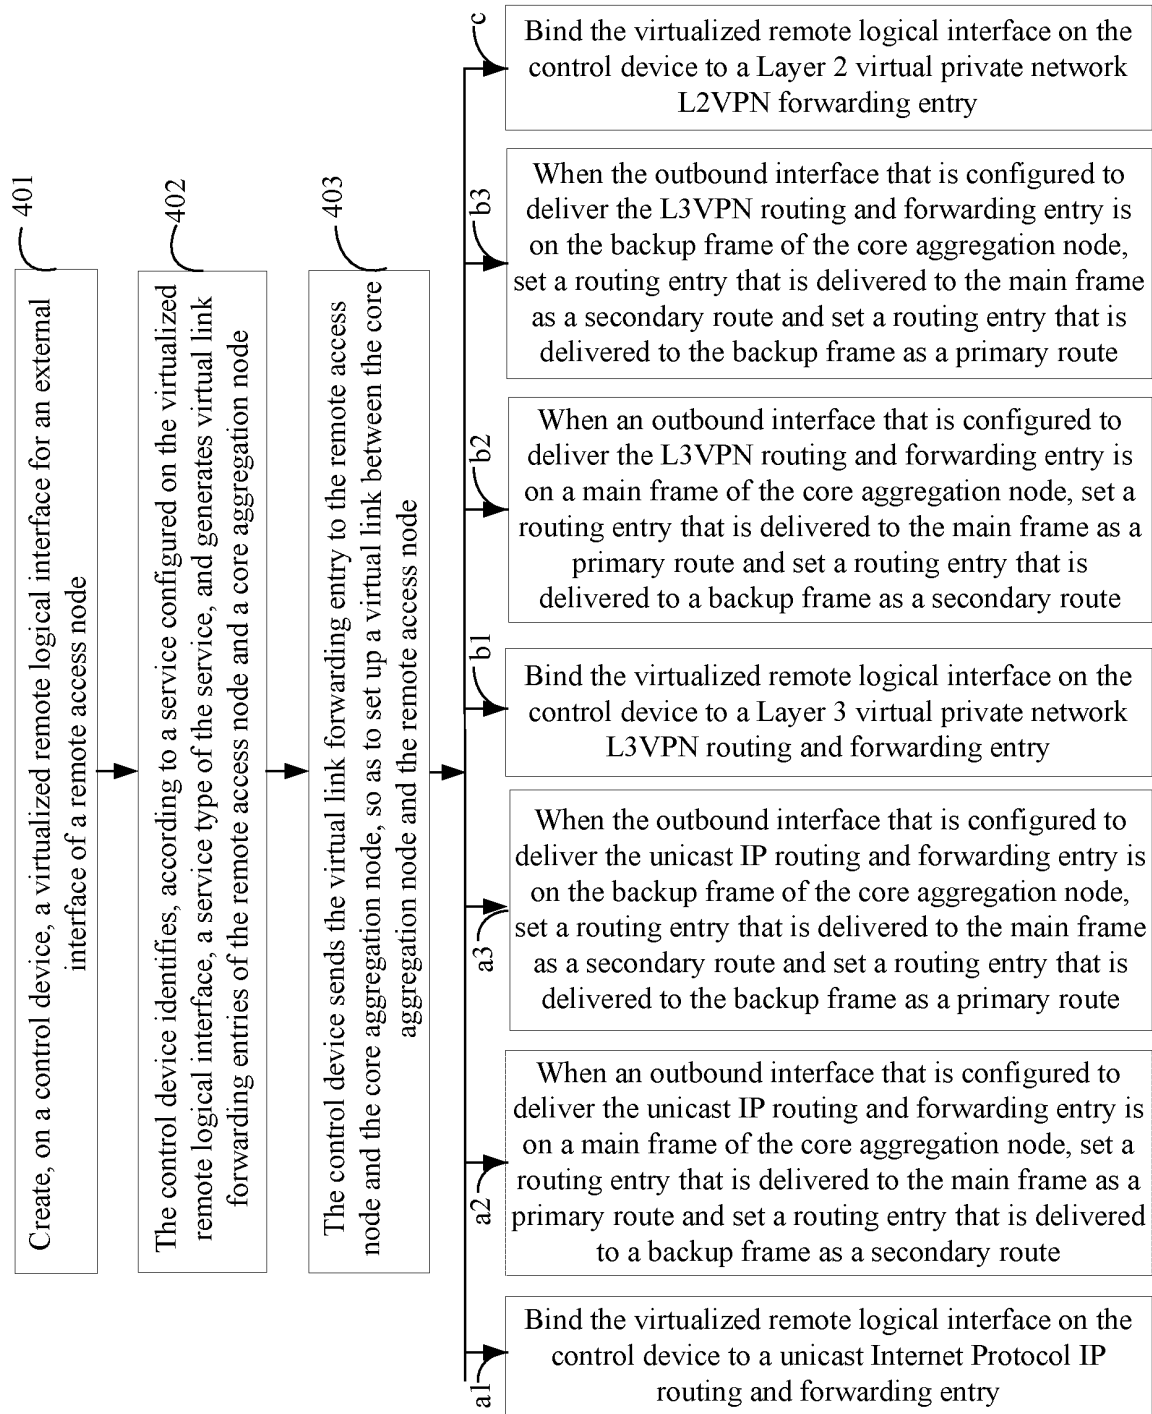 401
Create, on a control device, a virtualized remote logical interface for an external
interface of a remote access node
402
The control device identifies, according to a service configured on the virtualized
remote logical interface, a service type of the service, and generates virtual link
forwarding entries of the remote access node and a core aggregation node
403
The control device sends the virtual link forwarding entry to the remote access
node and the core aggregation node, so as to set up a virtual link between the core
aggregation node and the remote access node
c
Bind the virtualized remote logical interface on the
control device to a Layer 2 virtual private network
L2VPN forwarding entry
b3
When the outbound interface that is configured to
deliver the L3VPN routing and forwarding entry is
on the backup frame of the core aggregation node,
set a routing entry that is delivered to the main frame
as a secondary route and set a routing entry that is
delivered to the backup frame as a primary route
b2
When an outbound interface that is configured to
deliver the L3VPN routing and forwarding entry is
on a main frame of the core aggregation node, set a
routing entry that is delivered to the main frame as a
primary route and set a routing entry that is
delivered to a backup frame as a secondary route
b1
Bind the virtualized remote logical interface on the
control device to a Layer 3 virtual private network
L3VPN routing and forwarding entry
a3
When the outbound interface that is configured to
deliver the unicast IP routing and forwarding entry is
on the backup frame of the core aggregation node,
set a routing entry that is delivered to the main frame
as a secondary route and set a routing entry that is
delivered to the backup frame as a primary route
a2
When an outbound interface that is configured to
deliver the unicast IP routing and forwarding entry is
on a main frame of the core aggregation node, set a
routing entry that is delivered to the main frame as a
primary route and set a routing entry that is delivered
to a backup frame as a secondary route
a1
Bind the virtualized remote logical interface on the
control device to a unicast Internet Protocol IP
routing and forwarding entry